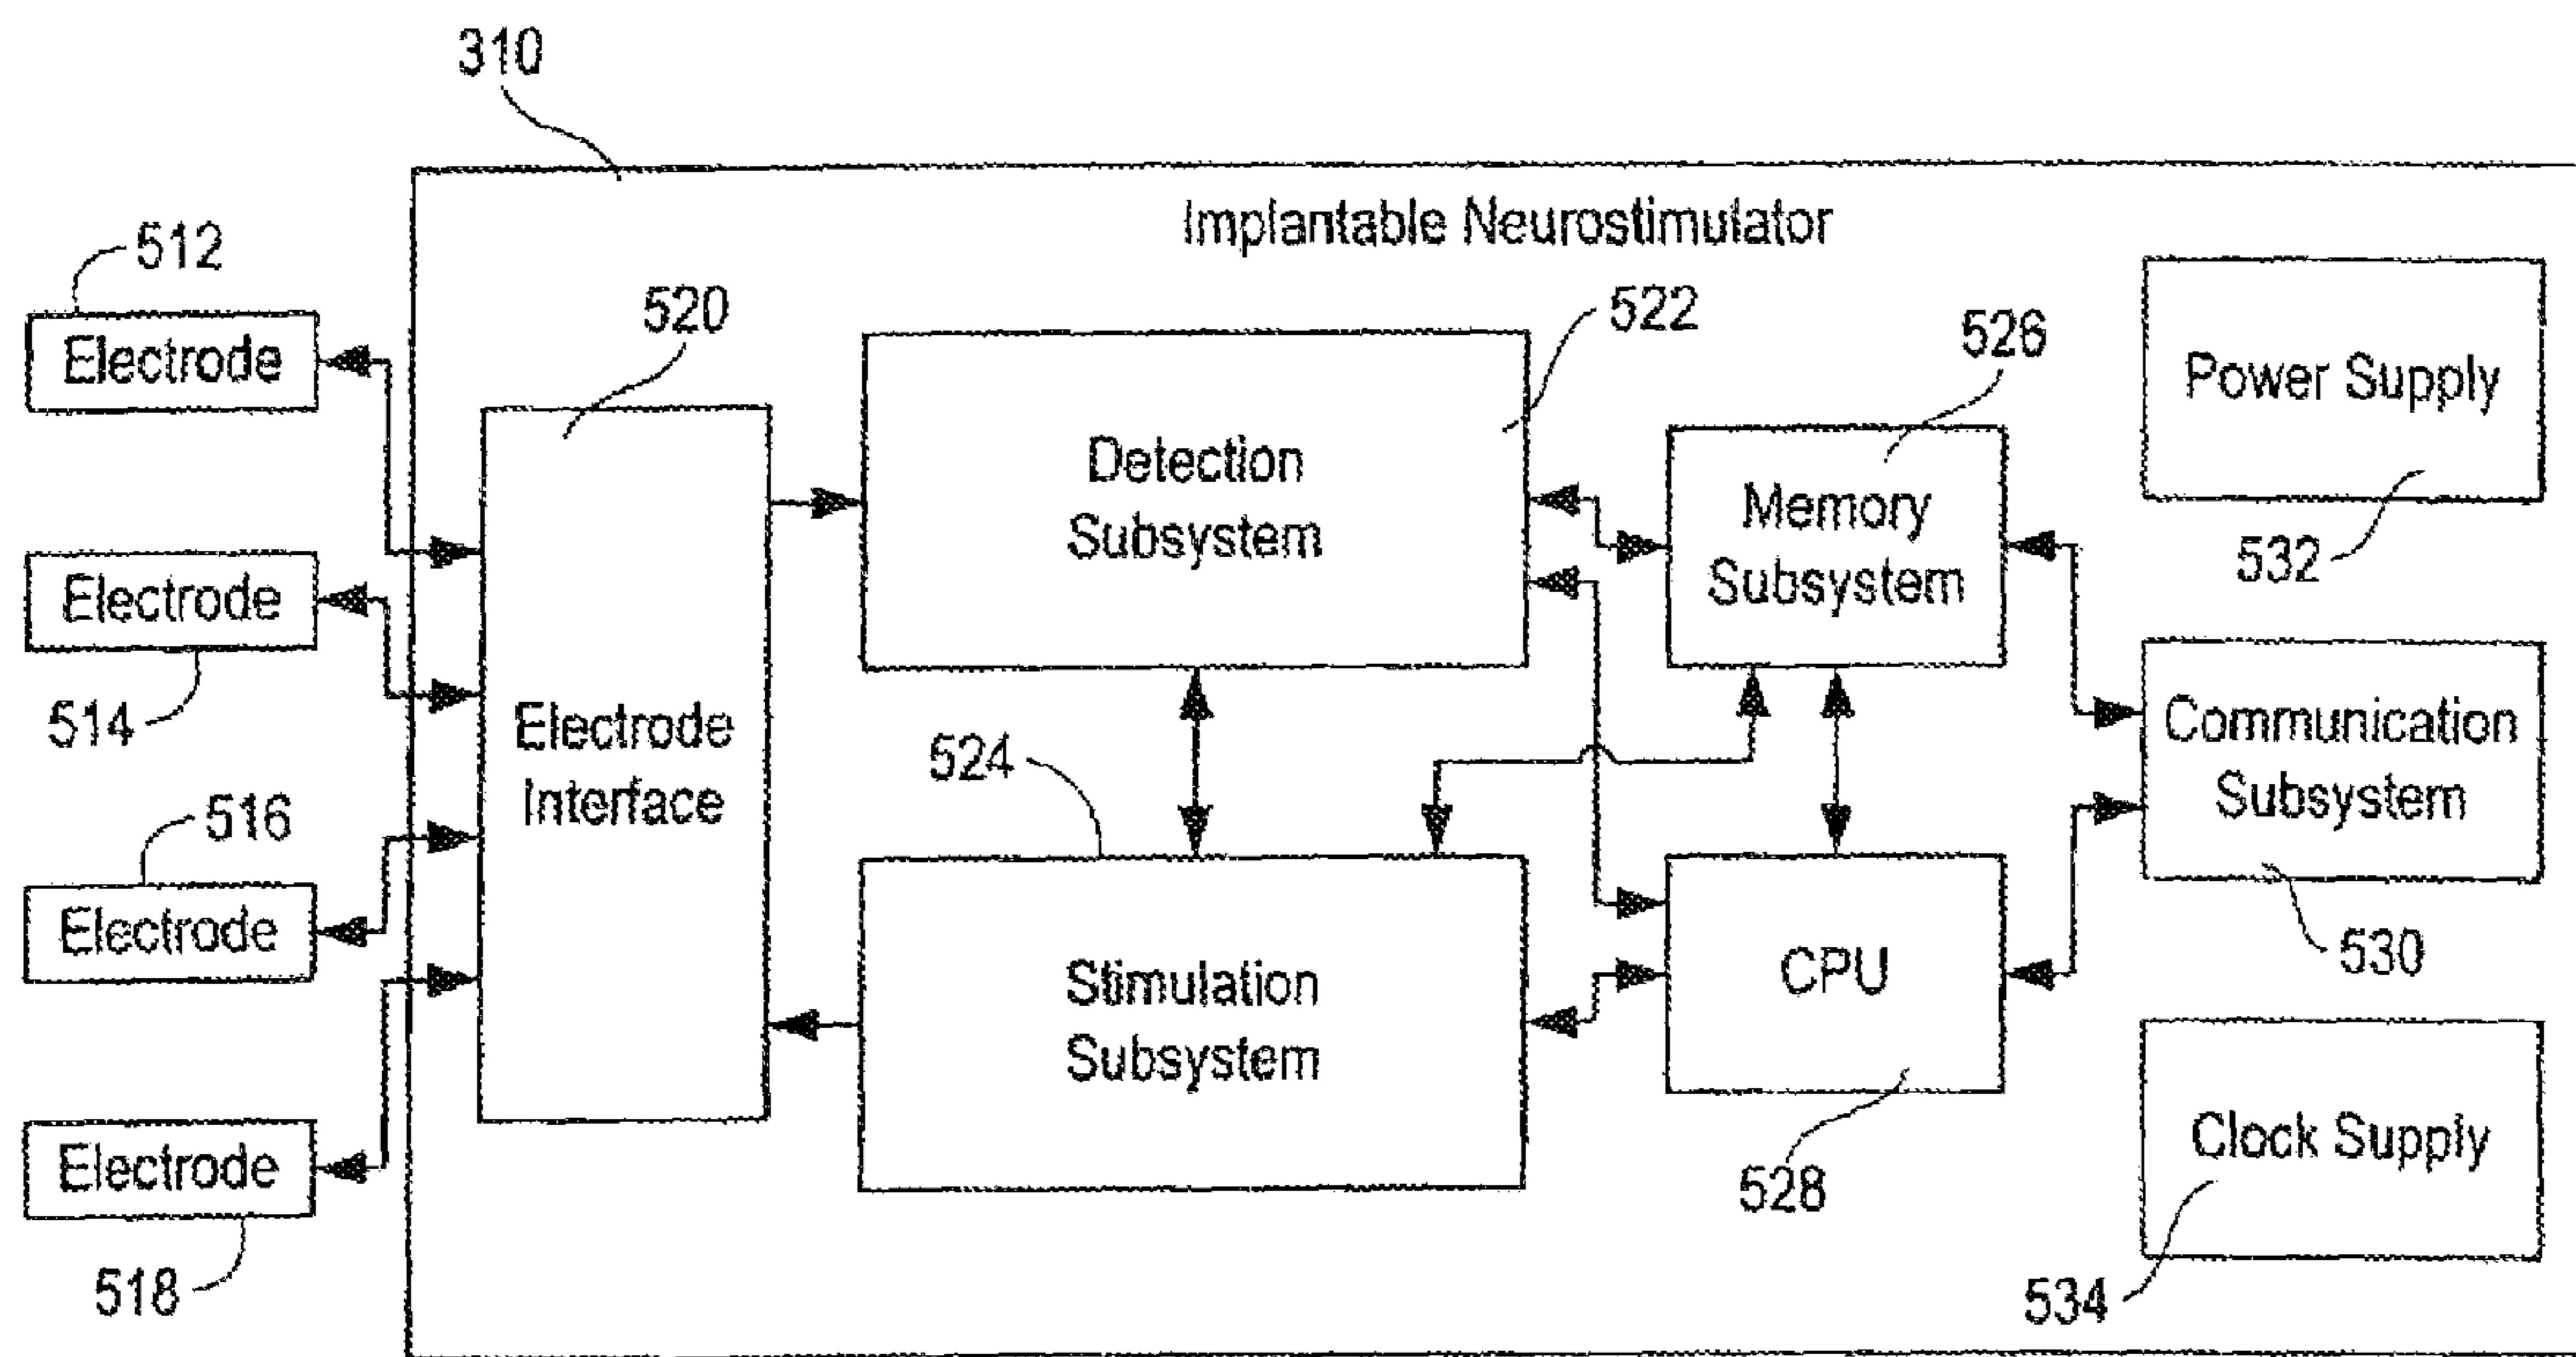 310
Implantable Neurostimulator
512
Electrode
520
522
526
Power Supply
532
Detection
Subsystem
Memory
Subsystem
Electrode
514
Electrode
Interface
524
Communication
Subsystem
530
516
Electrode
Stimulation
Subsystem
CPU
528
Clock Supply
534
Electrode
518